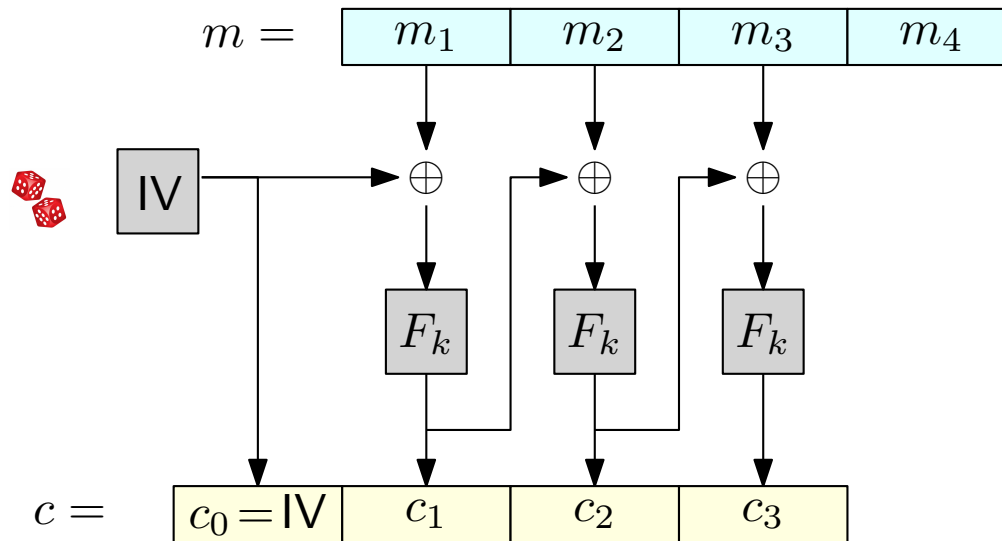 m = m₁ m₂ m₃ m₄
IV ⊕ ⊕ ⊕
Fₖ Fₖ Fₖ
c = c₀ = IV c₁ c₂ c₃